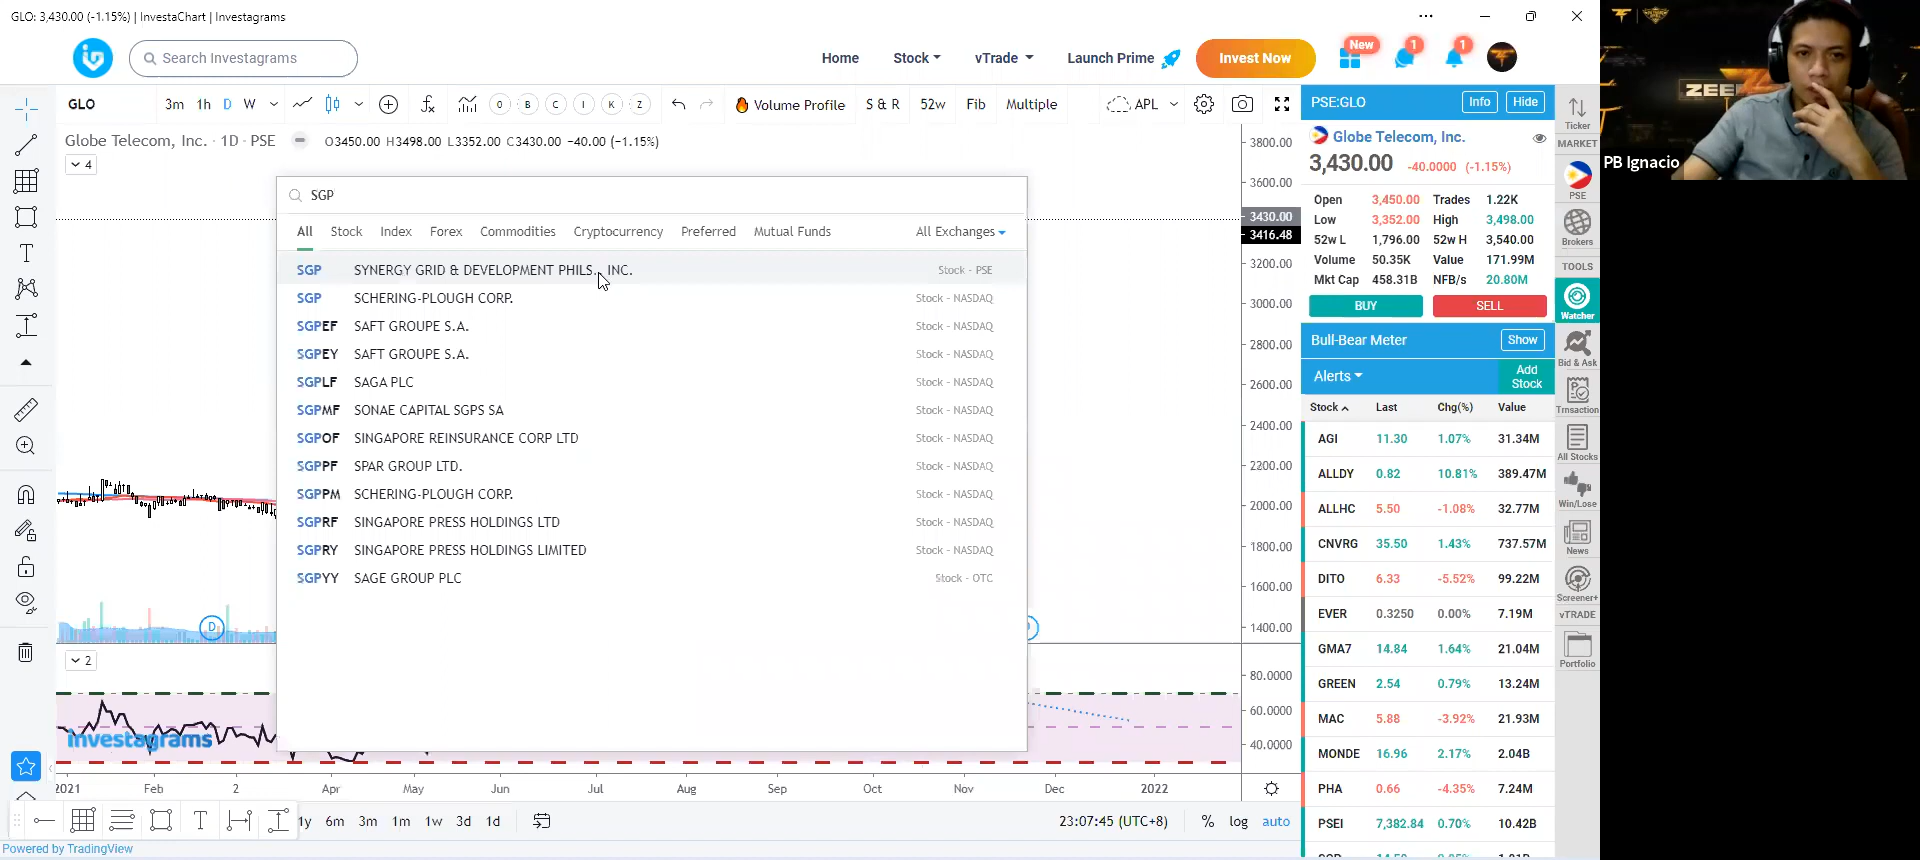 GLO: 3,430.00 (-1.15%) | InvestaChart | Investagrams
Search Investagrams
Home Stock vTrade Launch Prime Invest Now New 1 1
GLO 3m 1h D W O B C I K Z Volume Profile S & R 52w Fib Multiple APL
Globe Telecom, Inc. · 1D · PSE O3450.00 H3498.00 L3352.00 C3430.00 -40.00 (-1.15%)
4
SGP
All Stock Index Forex Commodities Cryptocurrency Preferred Mutual Funds All Exchanges
SGP SYNERGY GRID & DEVELOPMENT PHILS., INC. Stock - PSE
SGP SCHERING-PLOUGH CORP. Stock - NASDAQ
SGPEF SAFT GROUPE S.A. Stock - NASDAQ
SGPEY SAFT GROUPE S.A. Stock - NASDAQ
SGPLF SAGA PLC Stock - NASDAQ
SGPMF SONAE CAPITAL SGPS SA Stock - NASDAQ
SGPOF SINGAPORE REINSURANCE CORP LTD Stock - NASDAQ
SGPPF SPAR GROUP LTD. Stock - NASDAQ
SGPPM SCHERING-PLOUGH CORP. Stock - NASDAQ
SGPRF SINGAPORE PRESS HOLDINGS LTD Stock - NASDAQ
SGPRY SINGAPORE PRESS HOLDINGS LIMITED Stock - NASDAQ
SGPYY SAGE GROUP PLC Stock - OTC
3800.00
3600.00
3430.00
3416.48
3200.00
3000.00
2800.00
2600.00
2400.00
2200.00
2000.00
1800.00
1600.00
1400.00
D
2
80.0000
60.0000
40.0000
investagrams
2021 Feb 2 Apr May Jun Jul Aug Sep Oct Nov Dec 2022
1y 6m 3m 1m 1w 3d 1d 23:07:45 (UTC+8) % log auto
Powered by TradingView
PSE:GLO Info Hide
Globe Telecom, Inc.
3,430.00 -40.0000 (-1.15%)
Open 3,450.00 Trades 1.22K
Low 3,352.00 High 3,498.00
52w L 1,796.00 52w H 3,540.00
Volume 50.35K Value 171.99M
Mkt Cap 458.31B NFB/s 20.80M
BUY SELL
Bull-Bear Meter Show
Alerts Add Stock
Stock Last Chg(%) Value
AGI 11.30 1.07% 31.34M
ALLDY 0.82 10.81% 389.47M
ALLHC 5.50 -1.08% 32.77M
CNVRG 35.50 1.43% 737.57M
DITO 6.33 -5.52% 99.22M
EVER 0.3250 0.00% 7.19M
GMA7 14.84 1.64% 21.04M
GREEN 2.54 0.79% 13.24M
MAC 5.88 -3.92% 21.93M
MONDE 16.96 2.17% 2.04B
PHA 0.66 -4.35% 7.24M
PSEI 7,382.84 0.70% 10.42B
Ticker
MARKET
PSE
Brokers
TOOLS
Watcher
Bid & Ask
Trnsaction
All Stocks
Win/Lose
News
Screener+
vTRADE
Portfolio
PB Ignacio